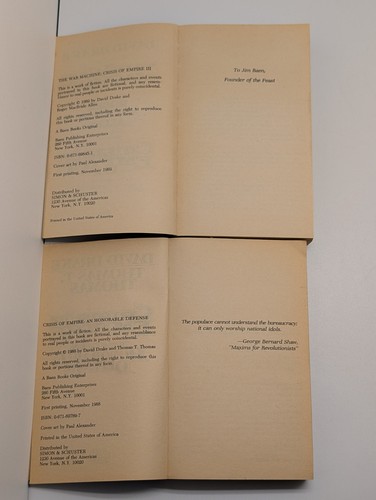 THE WAR MACHINE: CRISIS OF EMPIRE III
This is a work of fiction. All the characters and events
portrayed in this book are fictional, and any resem-
blance to real people or incidents is purely coincidental.
Copyright © 1989 by David Drake and
Roger MacBride Allen
All rights reserved, including the right to reproduce
this book or portions thereof in any form.
A Baen Books Original
Baen Publishing Enterprises
260 Fifth Avenue
New York, N.Y. 10001
ISBN:
Cover art by Paul Alexander
First printing, November 1989
Distributed by
SIMON & SCHUSTER
1230 Avenue of the Americas
New York, N.Y. 10020
Printed in the United States of America
To Jim Baen,
Founder of the Feast
CRISIS OF EMPIRE: AN HONORABLE DEFENSE
This is a work of fiction. All the characters and events
portrayed in this book are fictional, and any resemblance
to real people or incidents is purely coincidental.
Copyright © by David Drake and Thomas T. Thomas
All rights reserved, including the right to reproduce this
book or portions thereof in any form.
A Baen Books Original
Baen Publishing Enterprises
260 Fifth Avenue
New York, N.Y. 10001
First printing, November
ISBN:
Cover art by Paul Alexander
Printed in the United States of America
Distributed by
SIMON & SCHUSTER
1230 Avenue of the Americas
New York, N.Y. 10020
The populace cannot understand the bureaucracy:
it can only worship national idols.
—George Bernard Shaw,
"Maxims for Revolutionists"